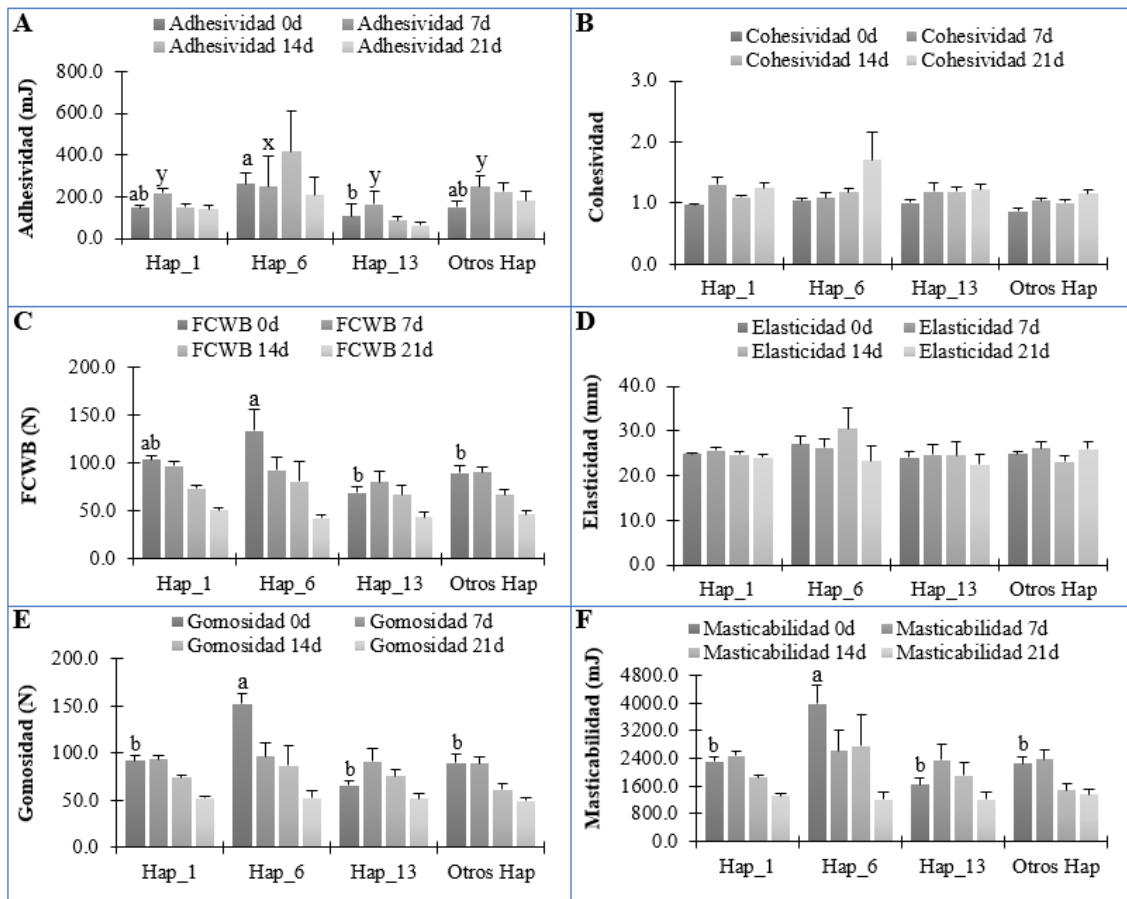 A
Adhesividad 0d Adhesividad 7d
Adhesividad 14d Adhesividad 21d
800.0
600.0
400.0
200.0
0.0
Adhesividad (mJ)
ab y a x b y ab y
Hap_1 Hap_6 Hap_13 Otros Hap
B
Cohesividad 0d Cohesividad 7d
Cohesividad 14d Cohesividad 21d
3.0
2.0
1.0
0.0
Cohesividad
Hap_1 Hap_6 Hap_13 Otros Hap
C
FCWB 0d FCWB 7d
FCWB 14d FCWB 21d
200.0
150.0
100.0
50.0
0.0
FCWB (N)
ab a b b
Hap_1 Hap_6 Hap_13 Otros Hap
D
Elasticidad 0d Elasticidad 7d
Elasticidad 14d Elasticidad 21d
40.0
30.0
20.0
10.0
0.0
Elasticidad (mm)
Hap_1 Hap_6 Hap_13 Otros Hap
E
Gomosidad 0d Gomosidad 7d
Gomosidad 14d Gomosidad 21d
200.0
150.0
100.0
50.0
0.0
Gomosidad (N)
b a b b
Hap_1 Hap_6 Hap_13 Otros Hap
F
Masticabilidad 0d Masticabilidad 7d
Masticabilidad 14d Masticabilidad 21d
4800.0
4000.0
3200.0
2400.0
1600.0
800.0
0.0
Masticabilidad (mJ)
b a b b
Hap_1 Hap_6 Hap_13 Otros Hap